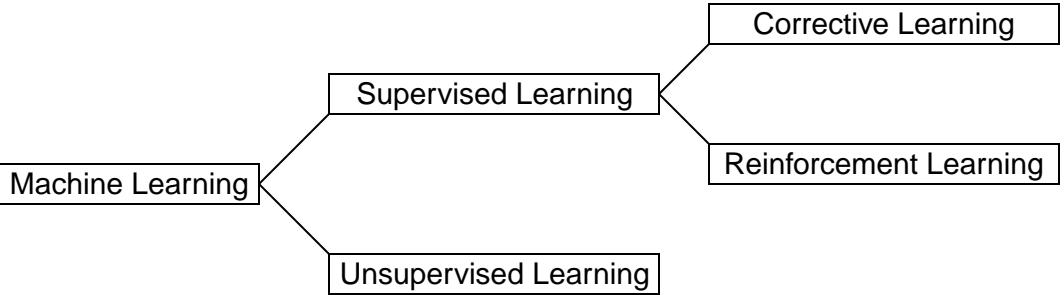 Corrective Learning
Supervised Learning
Reinforcement Learning
Machine Learning
Unsupervised Learning